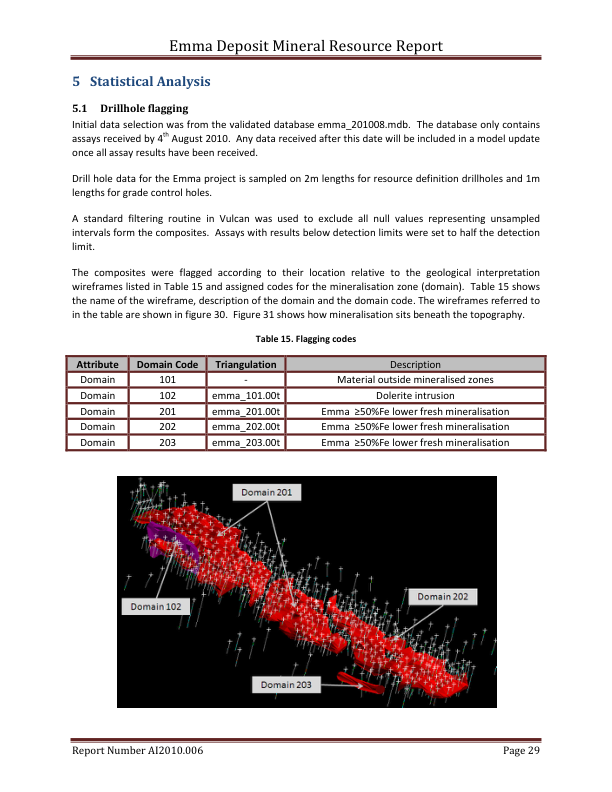 Emma Deposit Mineral Resource Report
5 Statistical Analysis
5.1 Drillhole flagging
Initial data selection was from the validated database emma_201008.mdb. The database only contains
assays received by 4th August 2010. Any data received after this date will be included in a model update
once all assay results have been received.
Drill hole data for the Emma project is sampled on 2m lengths for resource definition drillholes and 1m
lengths for grade control holes.
A standard filtering routine in Vulcan was used to exclude all null values representing unsampled
intervals form the composites. Assays with results below detection limits were set to half the detection
limit.
The composites were flagged according to their location relative to the geological interpretation
wireframes listed in Table 15 and assigned codes for the mineralisation zone (domain). Table 15 shows
the name of the wireframe, description of the domain and the domain code. The wireframes referred to
in the table are shown in figure 30. Figure 31 shows how mineralisation sits beneath the topography.
Table 15. Flagging codes
Attribute Domain Code Triangulation Description
Domain 101 - Material outside mineralised zones
Domain 102 emma_101.00t Dolerite intrusion
Domain 201 emma_201.00t Emma ≥50%Fe lower fresh mineralisation
Domain 202 emma_202.00t Emma ≥50%Fe lower fresh mineralisation
Domain 203 emma_203.00t Emma ≥50%Fe lower fresh mineralisation
Domain 201
Domain 202
Domain 102
Domain 203
Report Number AI2010.006 Page 29